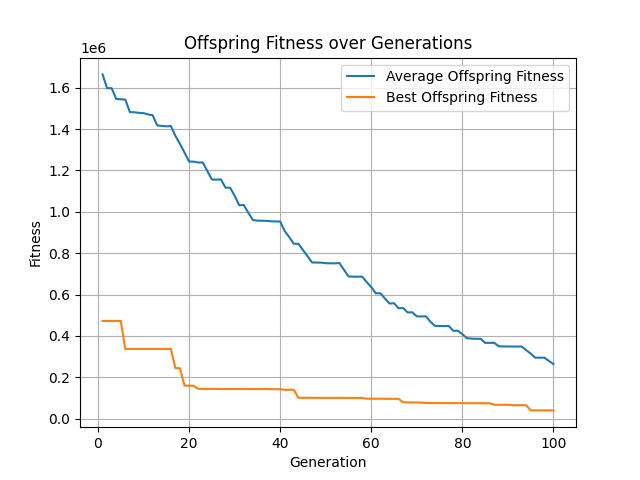 Offspring Fitness over Generations
1e6
Average Offspring Fitness
Best Offspring Fitness
1.6
1.4
1.2
1.0
0.8
0.6
0.4
0.2
0.0
Fitness
0 20 40 60 80 100
Generation